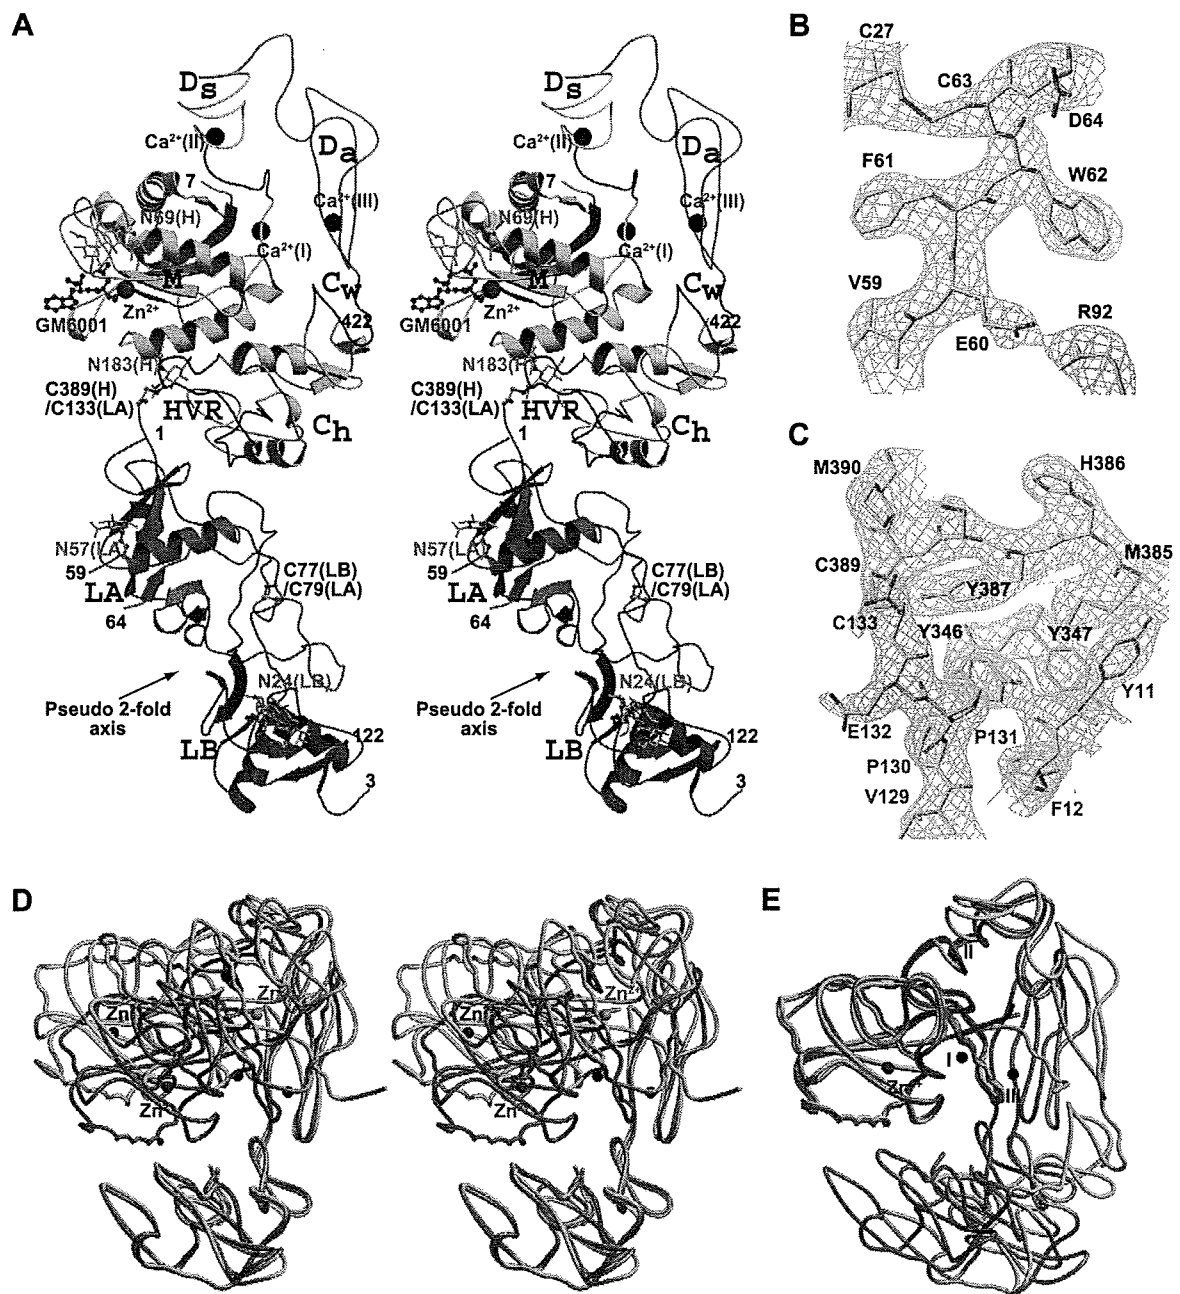 A
Ds
Ca²⁺(II)
Da
7
Ca²⁺(III)
N69(H)
Ca²⁺(I)
M
Cw
Zn²⁺
GM6001
422
N183(H)
C389(H)
/C133(LA)
HVR
1
Ch
N57(LA)
59
LA
64
C77(LB)
/C79(LA)
Pseudo 2-fold
axis
N24(LB)
LB
122
3
Ds
Ca²⁺(II)
Da
7
Ca²⁺(III)
N69(H)
Ca²⁺(I)
M
Cw
Zn²⁺
GM6001
422
N183(H)
C389(H)
/C133(LA)
HVR
1
Ch
N57(LA)
59
LA
64
C77(LB)
/C79(LA)
Pseudo 2-fold
axis
N24(LB)
LB
122
3
B
C27
C63
D64
F61
W62
V59
E60
R92
C
M390
H386
C389
M385
Y387
C133
Y346
Y347
Y11
E132
P131
P130
V129
F12
D
Zn
Zn
Zn
Zn²⁺
Zn
Zn
E
II
I
Zn²⁺
III